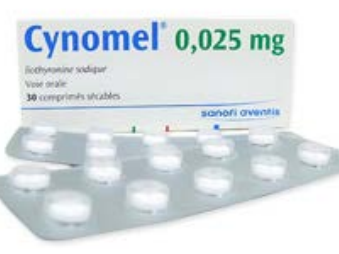 Cynomel® 0,025 mg
liothyronine sodique
Voie orale
30 comprimés sécables
sanofi aventis